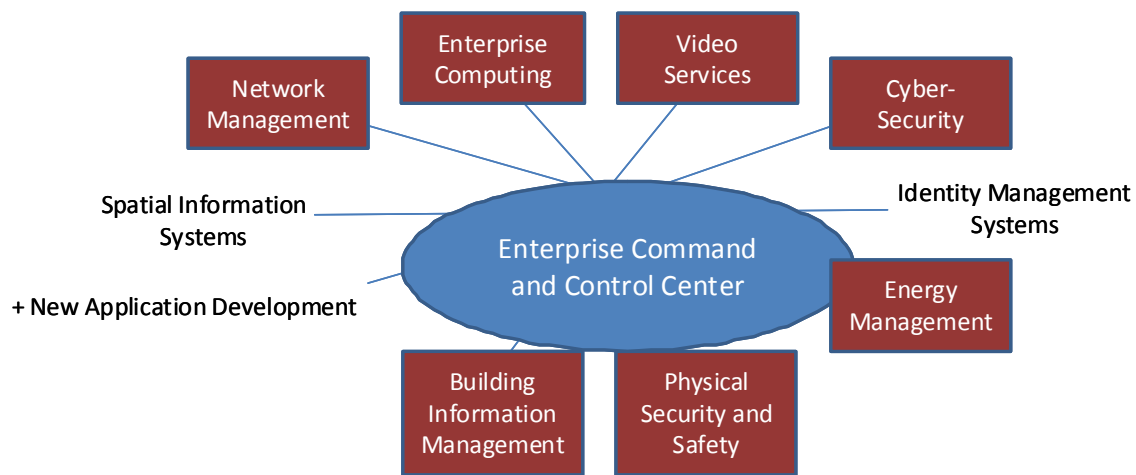 Enterprise
Computing
Video
Services
Network
Management
Cyber-
Security
Spatial Information
Systems
Identity Management
Systems
Enterprise Command
and Control Center
+ New Application Development
Energy
Management
Building
Information
Management
Physical
Security and
Safety